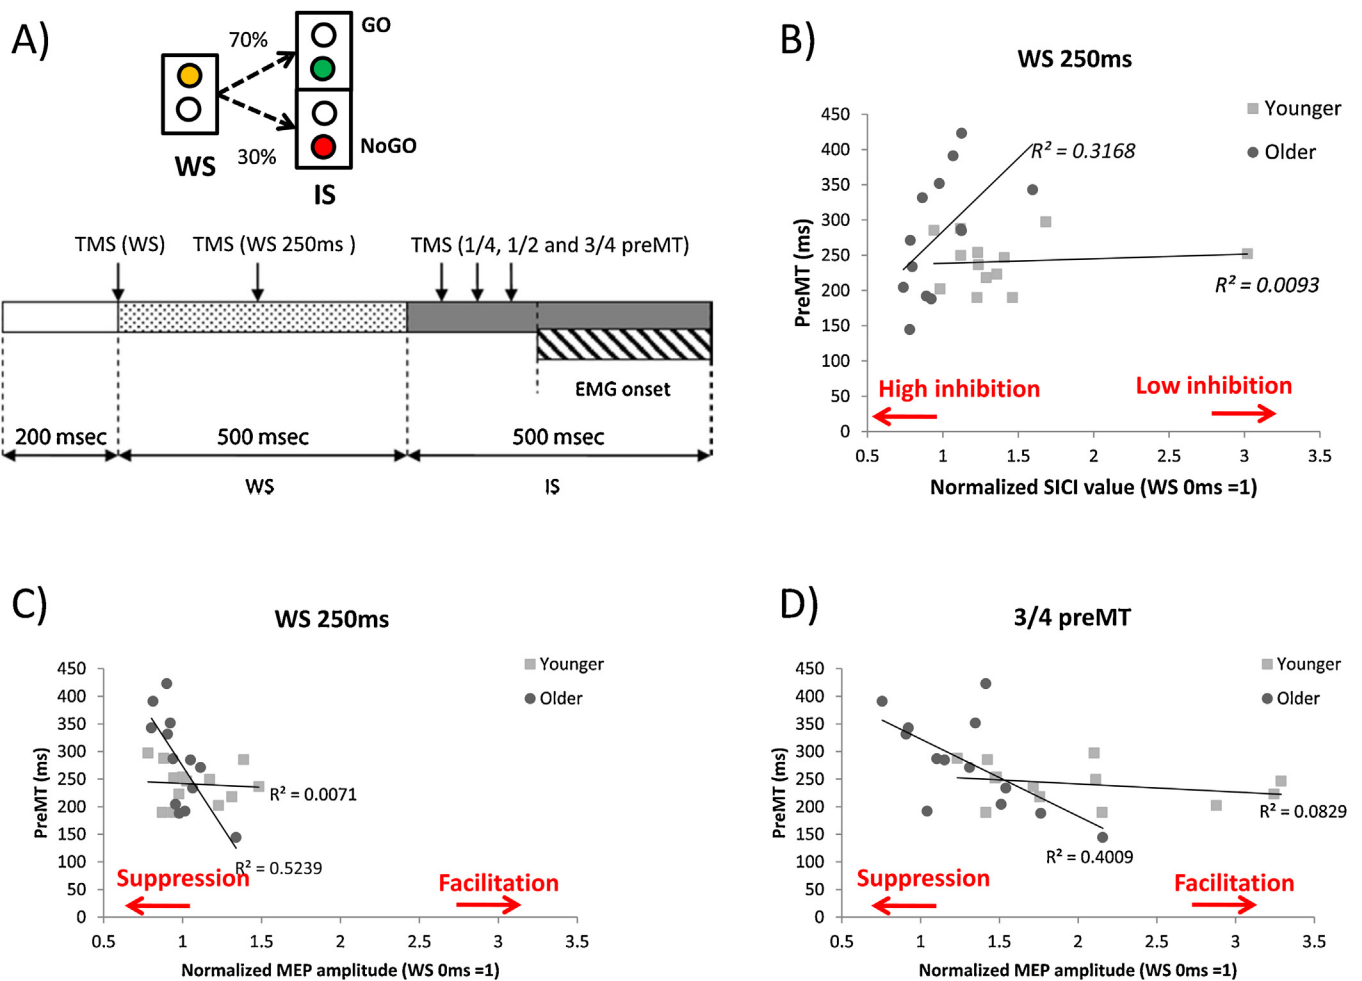 A)
GO
70%
NoGO
30%
WS
IS
TMS (WS)
TMS (WS 250ms )
TMS (1/4, 1/2 and 3/4 preMT)
EMG onset
200 msec
500 msec
500 msec
WS
IS
B)
WS 250ms
Younger
Older
PreMT (ms)
450
400
350
300
250
200
150
100
50
0
R² = 0.3168
R² = 0.0093
High inhibition
Low inhibition
0.5
1
1.5
2
2.5
3
3.5
Normalized SICI value (WS 0ms =1)
C)
WS 250ms
Younger
Older
PreMT (ms)
450
400
350
300
250
200
150
100
50
0
R² = 0.0071
R² = 0.5239
Suppression
Facilitation
0.5
1
1.5
2
2.5
3
3.5
Normalized MEP amplitude (WS 0ms =1)
D)
3/4 preMT
Younger
Older
PreMT (ms)
450
400
350
300
250
200
150
100
50
0
R² = 0.0829
R² = 0.4009
Suppression
Facilitation
0.5
1
1.5
2
2.5
3
3.5
Normalized MEP amplitude (WS 0ms =1)